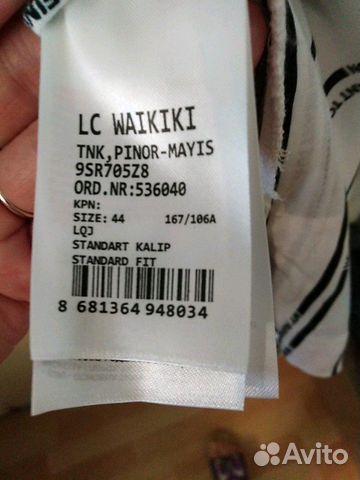 LC WAIKIKI
TNK,PINOR-MAYIS
9SR705Z8
ORD.NR:536040
KPN:
SIZE: 44 167/106A
LQJ
STANDART KALIP
STANDARD FIT
8 681364 948034
Avito